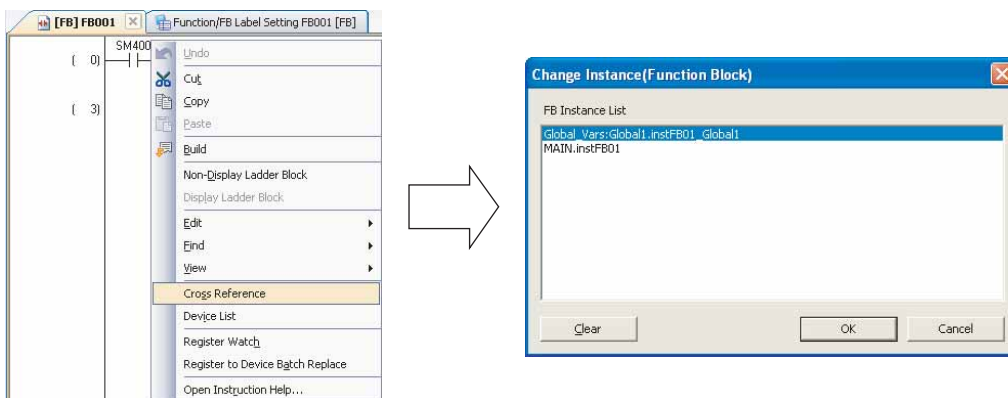 [FB] FB001
Function/FB Label Setting FB001 [FB]
SM400
( 0)
( 3)
Undo
Cut
Copy
Paste
Build
Non-Display Ladder Block
Display Ladder Block
Edit
Find
View
Cross Reference
Device List
Register Watch
Register to Device Batch Replace
Open Instruction Help...
Change Instance(Function Block)
FB Instance List
Global_Vars:Global1.instFB01_Global1
MAIN.instFB01
Clear
OK
Cancel